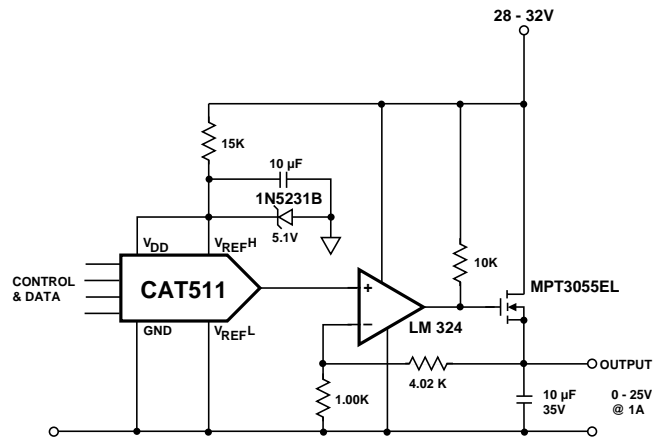 28 - 32V
15K
10 µF
1N5231B
5.1V
VDD
VREFH
CONTROL
& DATA
CAT511
GND
VREFL
+
–
LM 324
10K
MPT3055EL
1.00K
4.02 K
OUTPUT
10 µF
35V
0 - 25V
@ 1A